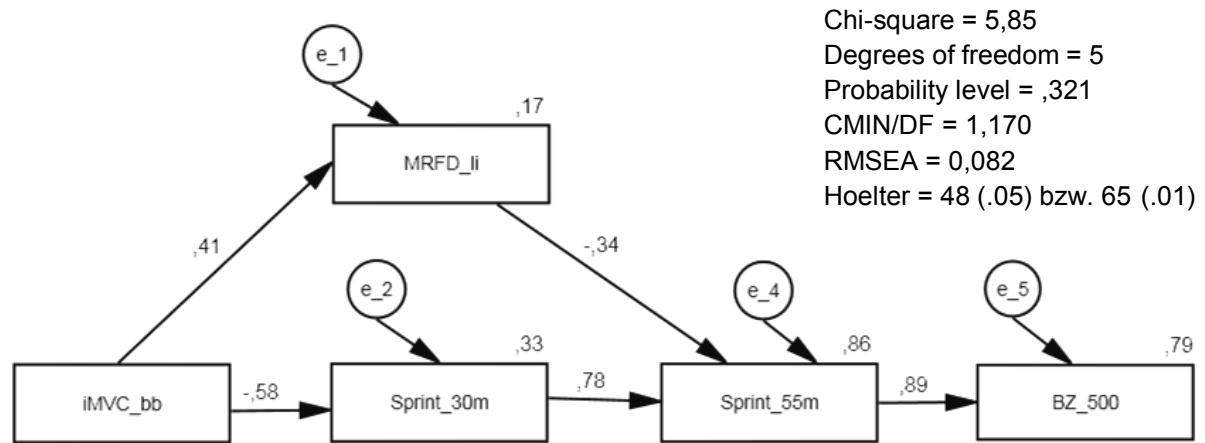 Chi-square = 5,85
Degrees of freedom = 5
Probability level = ,321
CMIN/DF = 1,170
RMSEA = 0,082
Hoelter = 48 (.05) bzw. 65 (.01)
e_1
,17
MRFD_li
,41
-,34
e_2
e_4
e_5
,33
,86
,79
iMVC_bb
-,58
Sprint_30m
,78
Sprint_55m
,89
BZ_500